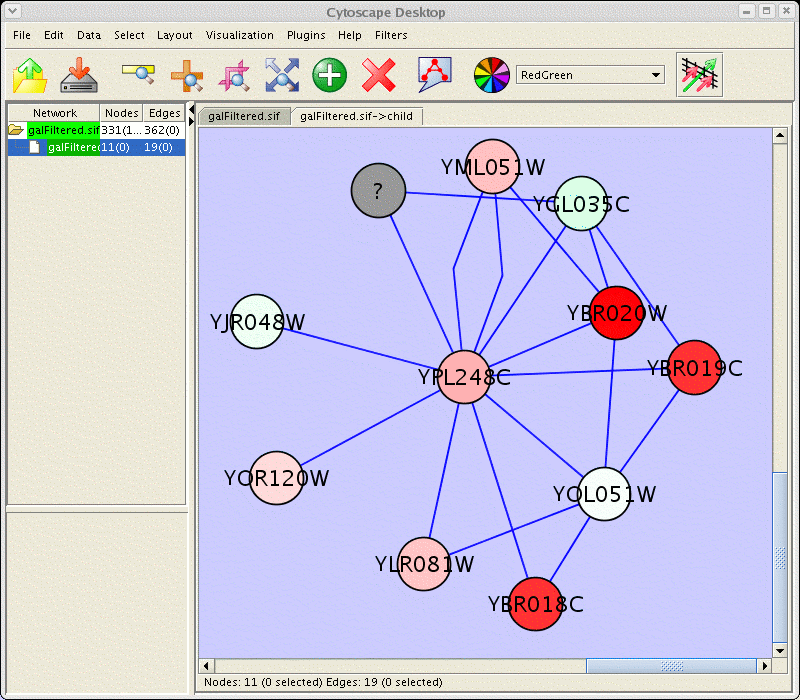 Cytoscape Desktop
File Edit Data Select Layout Visualization Plugins Help Filters
RedGreen
Network Nodes Edges
galFiltered.sif 331(1... 362(0)
galFiltere 11(0) 19(0)
galFiltered.sif galFiltered.sif->child
YML051W
?
YGL035C
YJR048W
YBR020W
YPL248C
YBR019C
YOR120W
YOL051W
YLR081W
YBR018C
Nodes: 11 (0 selected) Edges: 19 (0 selected)